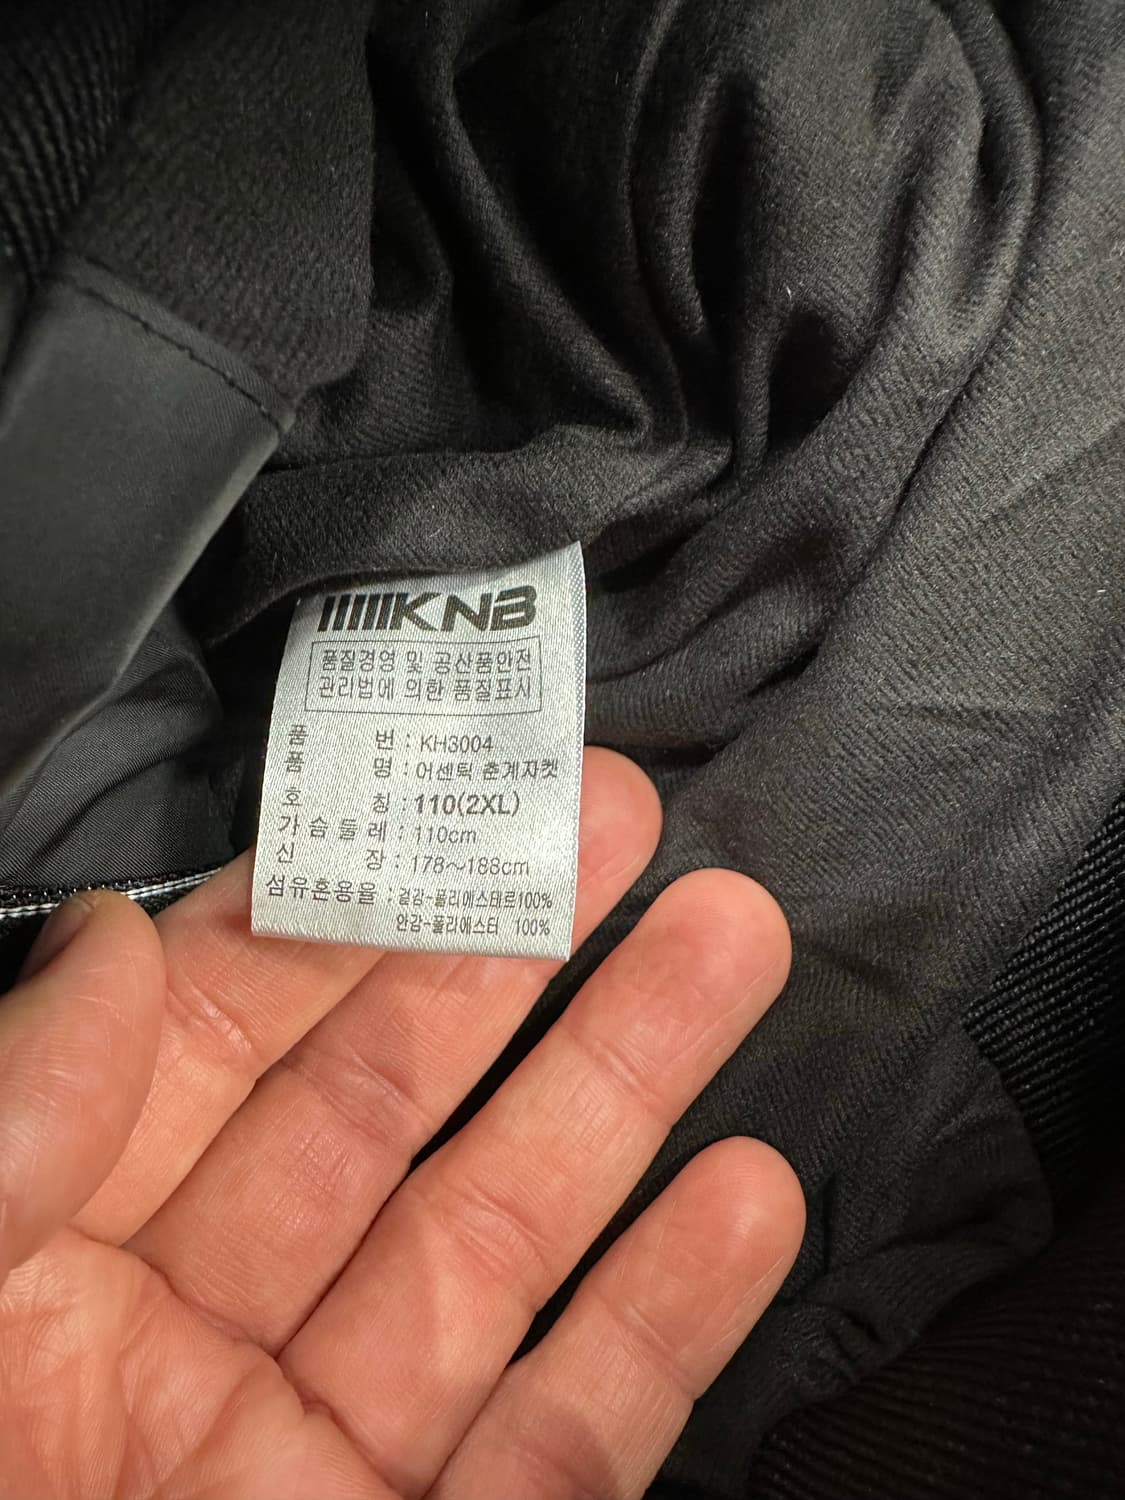 KNB
품질경영 및 공산품안전
관리법에 의한 품질표시
품 번 : KH3004
품 명 : 어센틱 춘계자켓
호 칭 : 110(2XL)
가슴둘레 : 110cm
신 장 : 178~188cm
섬유혼용율 : 겉감-폴리에스테르100%
안감-폴리에스터 100%